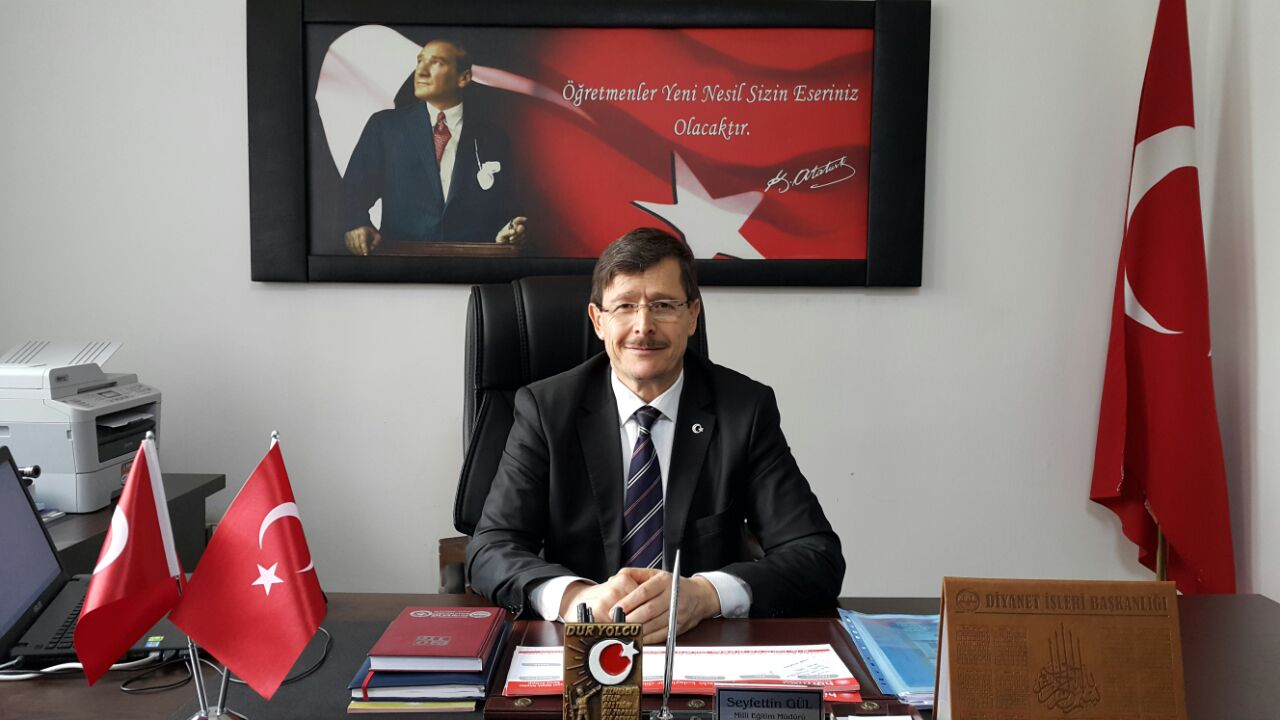 Öğretmenler Yeni Nesil Sizin Eseriniz
Olacaktır.
K. Atatürk
DUR YOLCU
Seyfettin GÜL
Milli Eğitim Müdürü
DİYANET İŞLERİ BAŞKANLIĞI